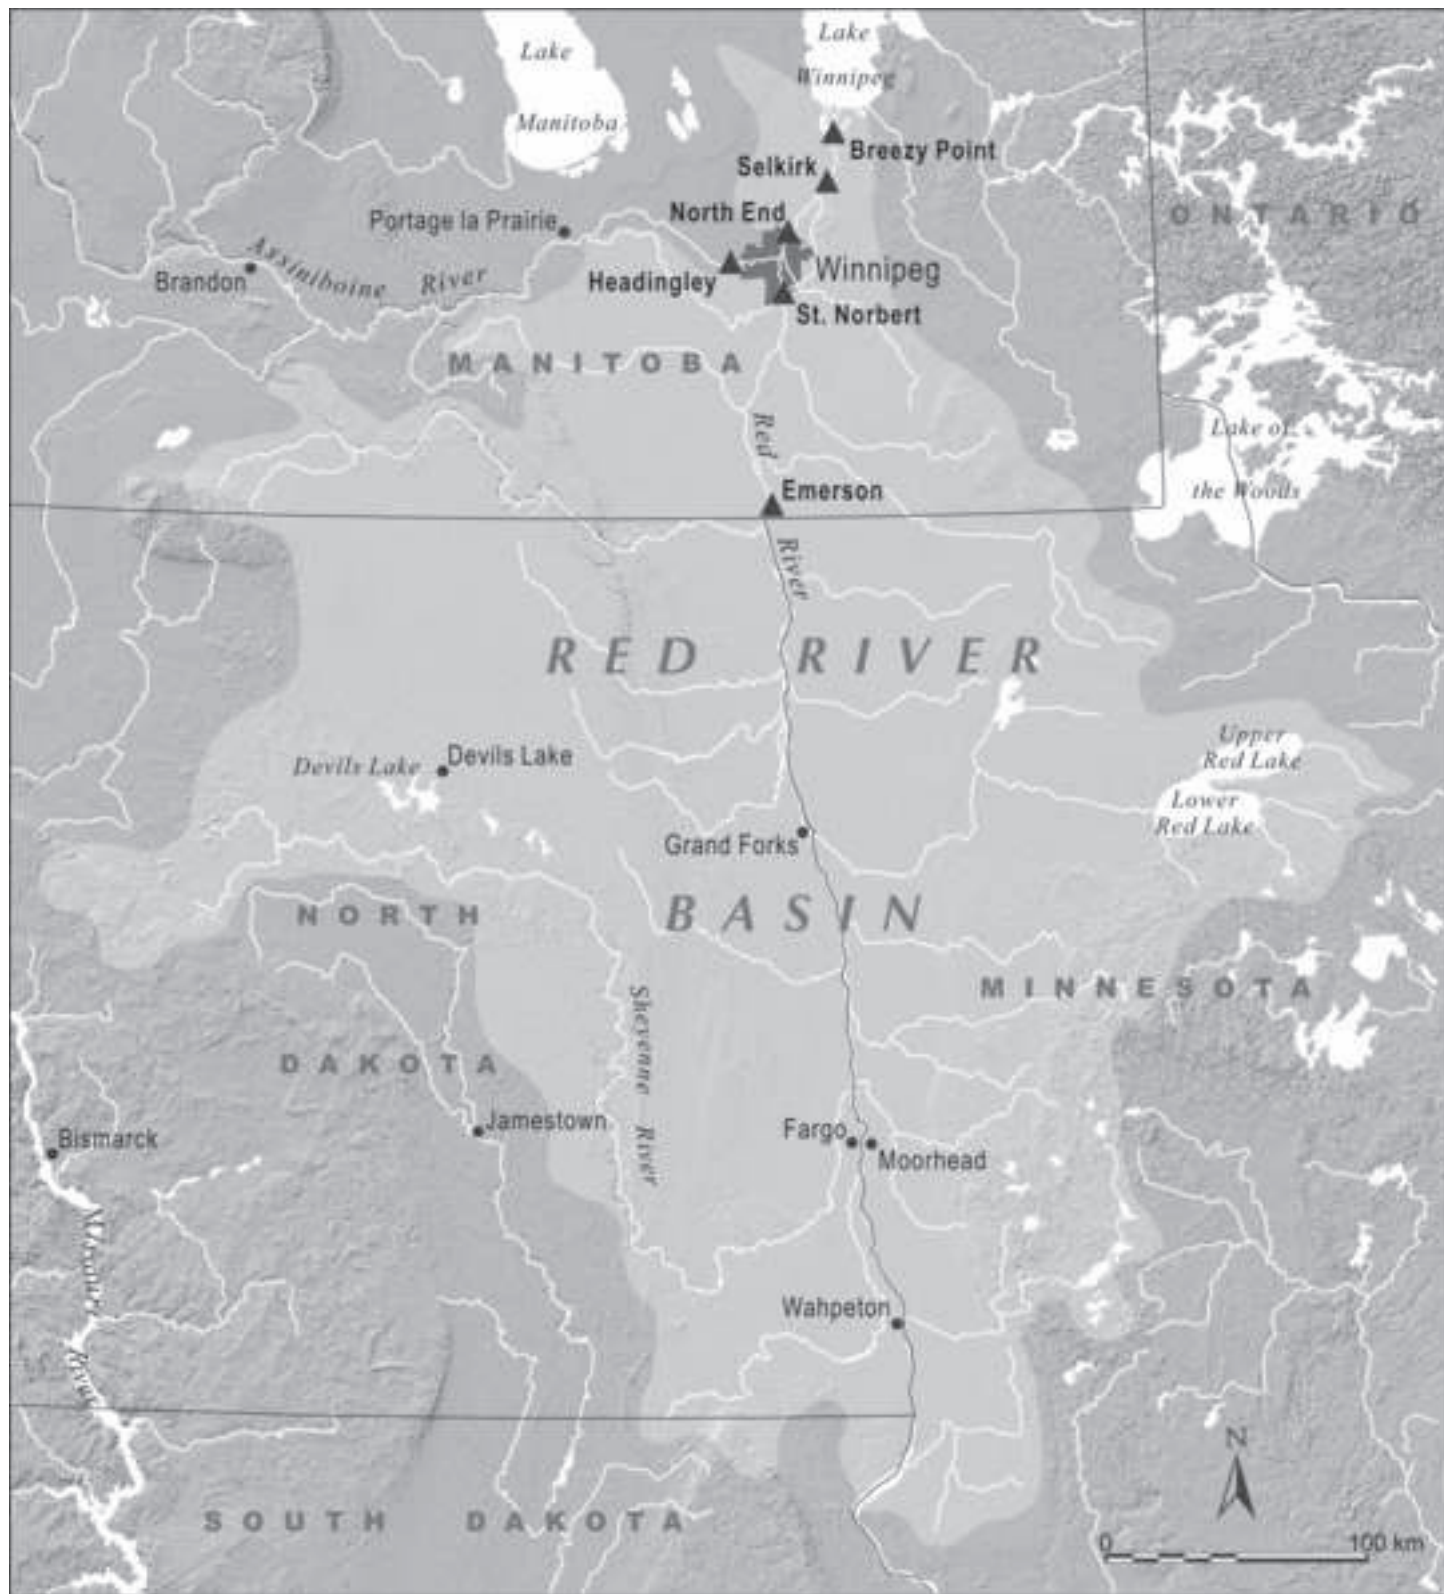 Lake
Manitoba
Lake
Winnipeg
Breezy Point
Selkirk
North End
ONTARIO
Portage la Prairie
Assiniboine River
Brandon
Headingley
Winnipeg
St. Norbert
MANITOBA
Red
River
Lake of
the Woods
Emerson
RED RIVER
BASIN
Upper
Red Lake
Lower
Red Lake
Devils Lake
Devils Lake
Grand Forks
NORTH
DAKOTA
MINNESOTA
Sheyenne River
Jamestown
Fargo
Moorhead
Bismarck
Missouri River
Wahpeton
SOUTH DAKOTA
N
0 100 km